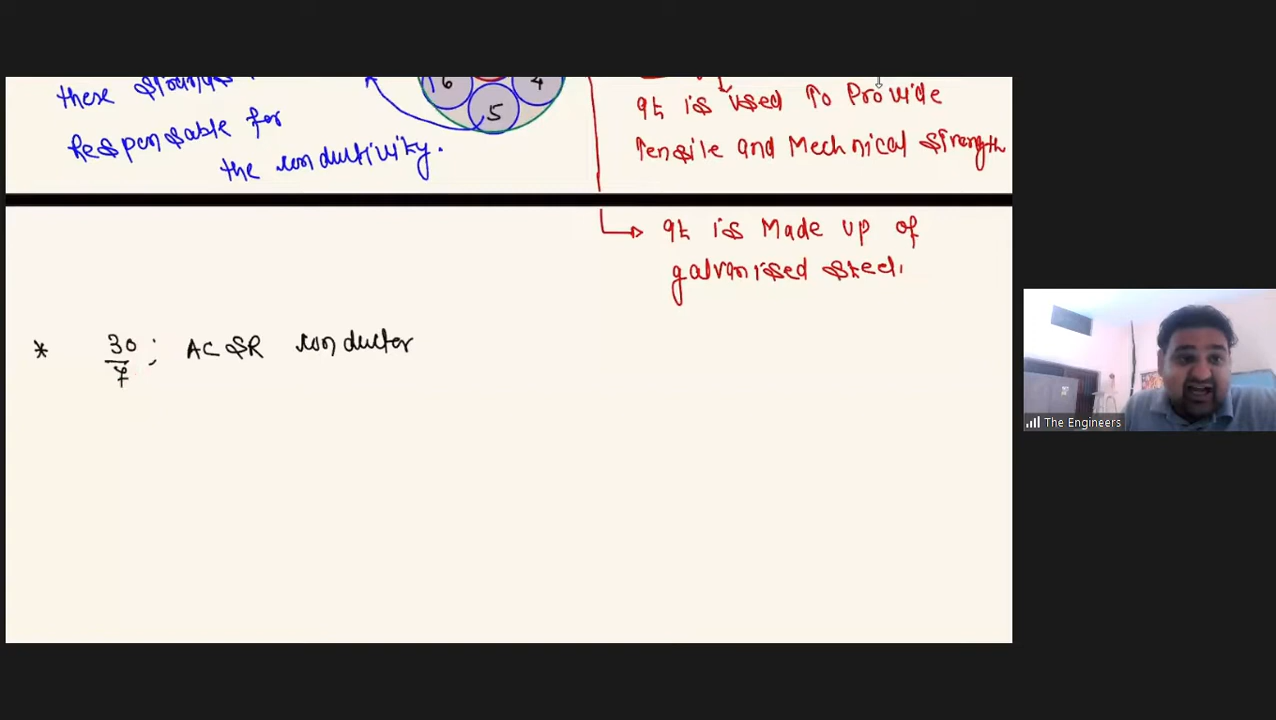 these
Responsable for
the conductivity.
6
4
5
It is used To Provide
Tensile and Mechnical strength
It is Made up of
galvanised steel.
* 30/7 ; ACSR conductor
The Engineers